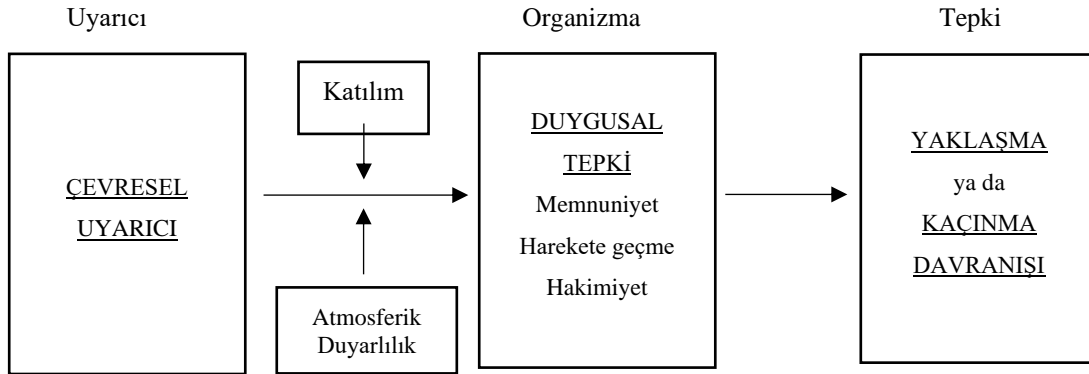 Uyarıcı
Organizma
Tepki
Katılım
ÇEVRESEL
UYARICI
Atmosferik
Duyarlılık
DUYGUSAL
TEPKİ
Memnuniyet
Harekete geçme
Hakimiyet
YAKLAŞMA
ya da
KAÇINMA
DAVRANIŞI